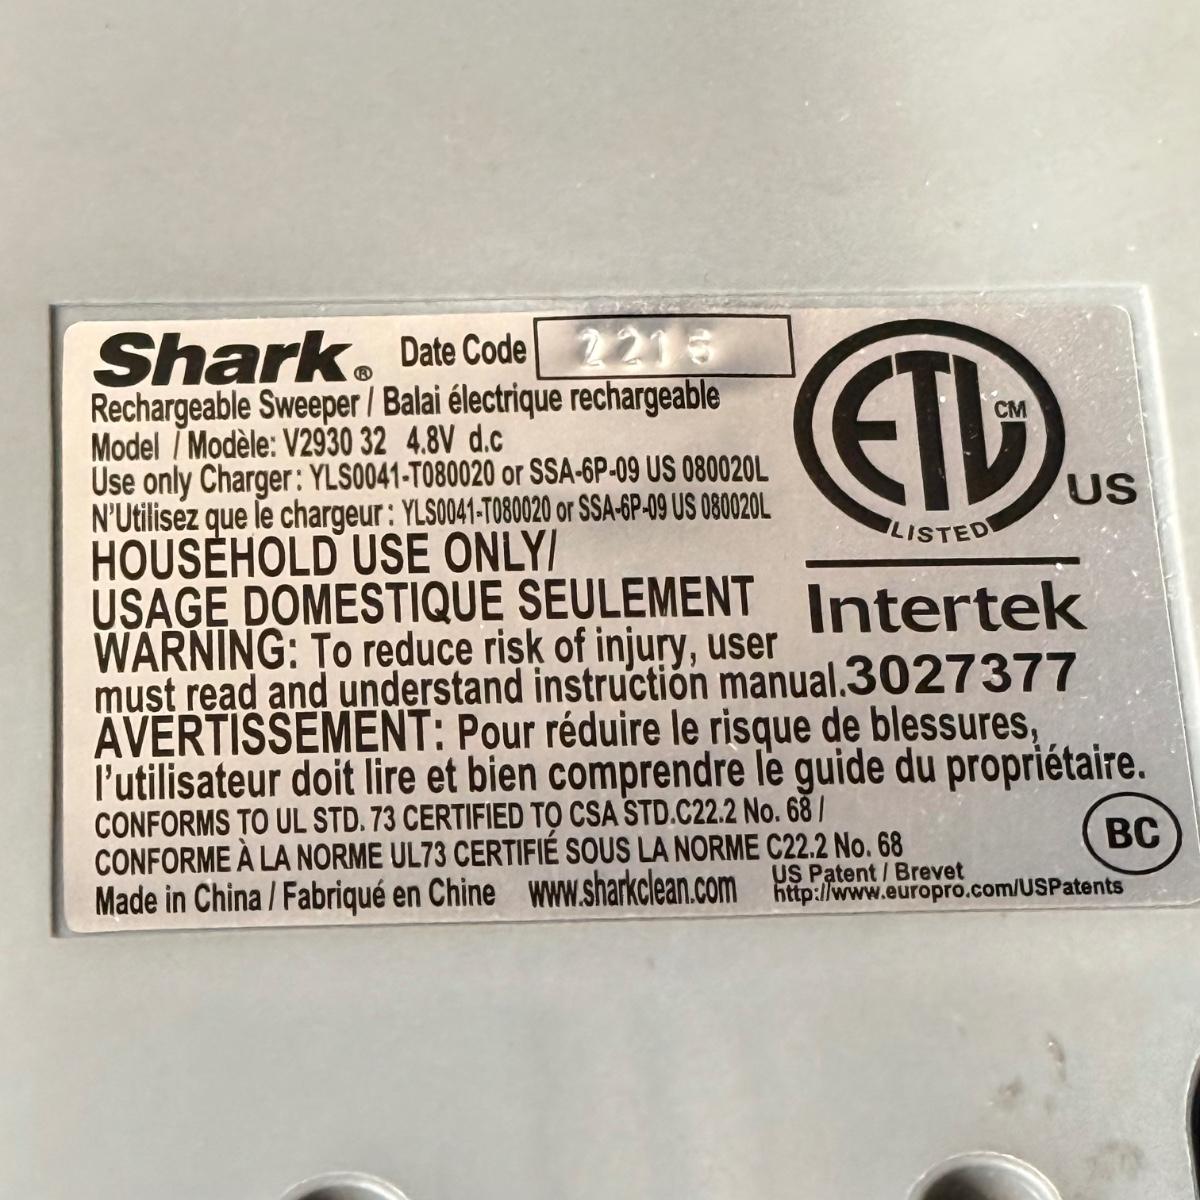 Shark® Date Code 2215
Rechargeable Sweeper / Balai électrique rechargeable
Model / Modèle: V2930 32 4.8V d.c
Use only Charger: YLS0041-T080020 or SSA-6P-09 US 080020L
N'Utilisez que le chargeur: YLS0041-T080020 or SSA-6P-09 US 080020L
HOUSEHOLD USE ONLY/
USAGE DOMESTIQUE SEULEMENT
WARNING: To reduce risk of injury, user
must read and understand instruction manual.
AVERTISSEMENT: Pour réduire le risque de blessures,
l'utilisateur doit lire et bien comprendre le guide du propriétaire.
CONFORMS TO UL STD. 73 CERTIFIED TO CSA STD.C22.2 No. 68 /
CONFORME À LA NORME UL73 CERTIFIÉ SOUS LA NORME C22.2 No. 68
Made in China / Fabriqué en Chine www.sharkclean.com
US Patent / Brevet
http://www.europro.com/USPatents
ETL CM
LISTED
US
Intertek
3027377
BC